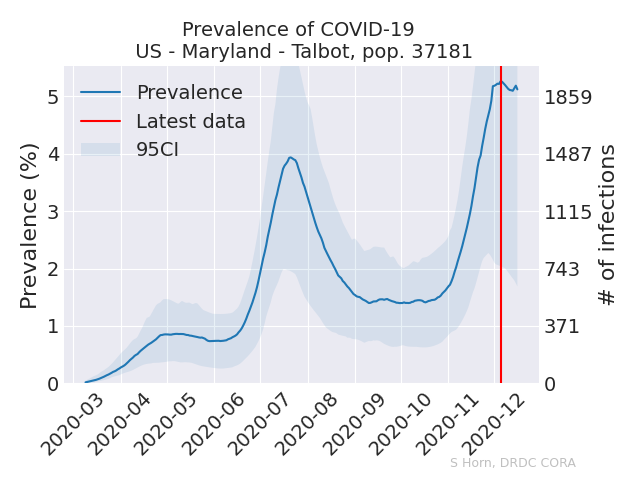 Prevalence of COVID-19
US - Maryland - Talbot, pop. 37181
Prevalence
Latest data
95CI
Prevalence (%)
5
4
3
2
1
0
1859
1487
1115
743
371
0
# of infections
2020-03
2020-04
2020-05
2020-06
2020-07
2020-08
2020-09
2020-10
2020-11
2020-12
S Horn, DRDC CORA